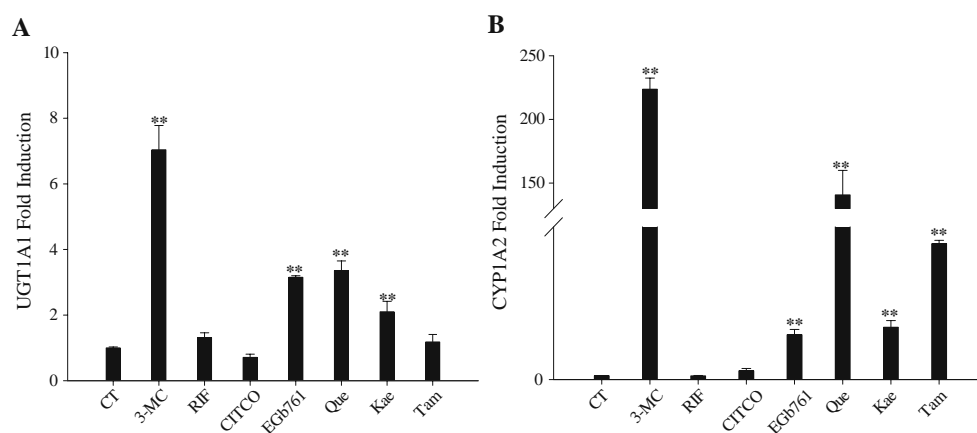 A
UGT1A1 Fold Induction
10
8
6
4
2
0
**
**
**
**
CT
3-MC
RIF
CITCO
EGb761
Que
Kae
Tam
B
CYP1A2 Fold Induction
250
200
150
0
**
**
**
**
**
CT
3-MC
RIF
CITCO
EGb761
Que
Kae
Tam